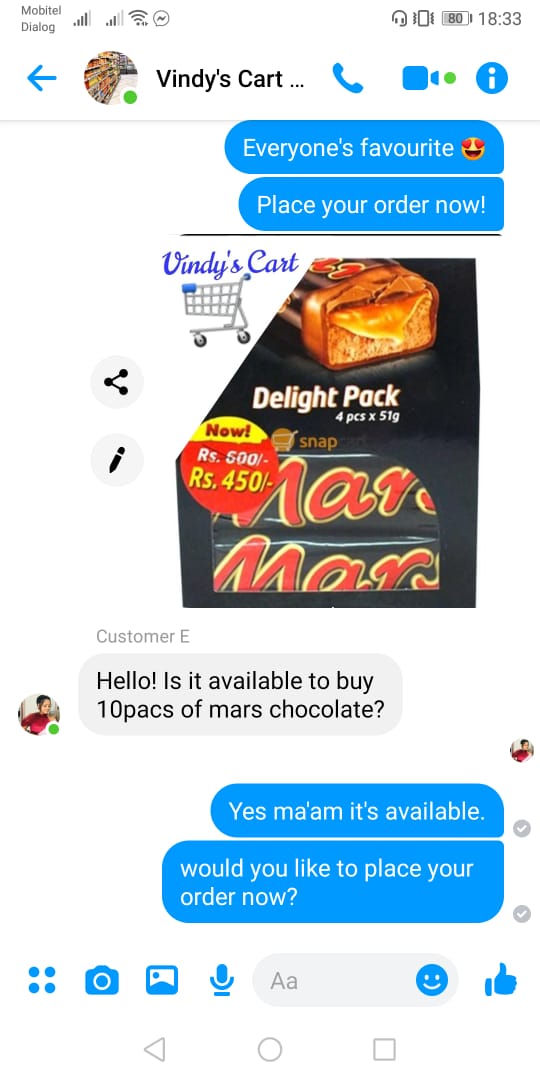 Mobitel
Dialog
80
18:33
Vindy's Cart ...
Everyone's favourite 😍
Place your order now!
Vindy's Cart
Delight Pack
4 pcs x 51g
Now!
snap
Rs. 500/-
Rs. 450/-
Mars
Mars
Customer E
Hello! Is it available to buy
10pacs of mars chocolate?
Yes ma'am it's available.
would you like to place your
order now?
Aa